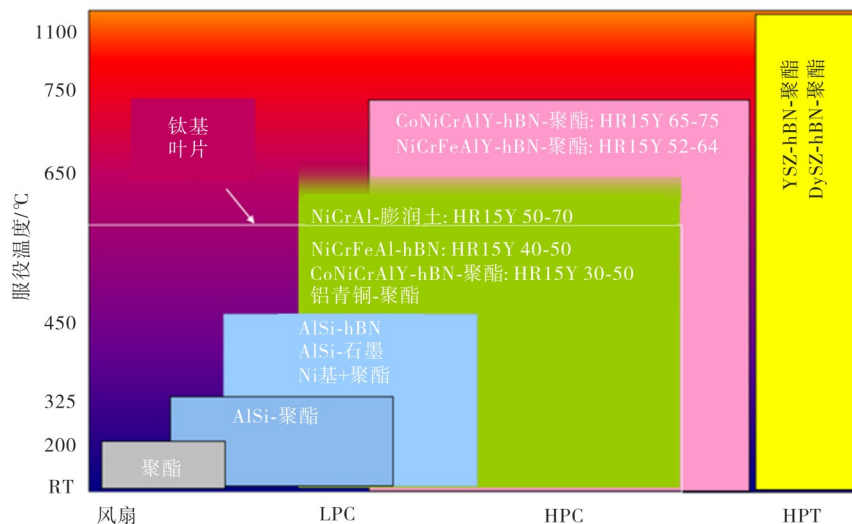 1100
750
650
450
325
200
RT
服役温度/℃
钛基
叶片
CoNiCrAlY-hBN-聚酯: HR15Y 65-75
NiCrFeAlY-hBN-聚酯: HR15Y 52-64
NiCrAl-膨润土: HR15Y 50-70
NiCrFeAl-hBN: HR15Y 40-50
CoNiCrAlY-hBN-聚酯: HR15Y 30-50
铝青铜-聚酯
AlSi-hBN
AlSi-石墨
Ni基+聚酯
AlSi-聚酯
聚酯
YSZ-hBN-聚酯
DySZ-hBN-聚酯
风扇
LPC
HPC
HPT